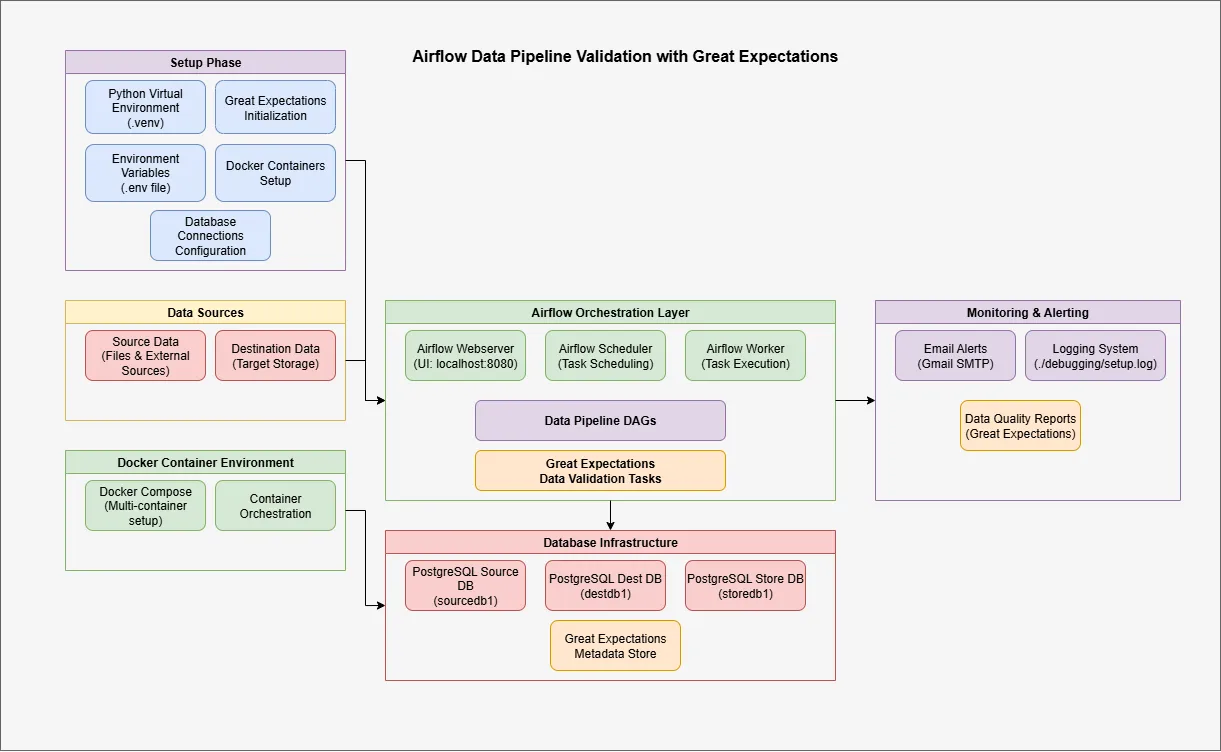 Airflow Data Pipeline Validation with Great Expectations
Setup Phase
Python Virtual
Environment
(.venv)
Great Expectations
Initialization
Environment
Variables
(.env file)
Docker Containers
Setup
Database
Connections
Configuration
Data Sources
Source Data
(Files & External
Sources)
Destination Data
(Target Storage)
Docker Container Environment
Docker Compose
(Multi-container
setup)
Container
Orchestration
Airflow Orchestration Layer
Airflow Webserver
(UI: localhost:8080)
Airflow Scheduler
(Task Scheduling)
Airflow Worker
(Task Execution)
Data Pipeline DAGs
Great Expectations
Data Validation Tasks
Database Infrastructure
PostgreSQL Source
DB
(sourcedb1)
PostgreSQL Dest DB
(destdb1)
PostgreSQL Store DB
(storedb1)
Great Expectations
Metadata Store
Monitoring & Alerting
Email Alerts
(Gmail SMTP)
Logging System
(./debugging/setup.log)
Data Quality Reports
(Great Expectations)